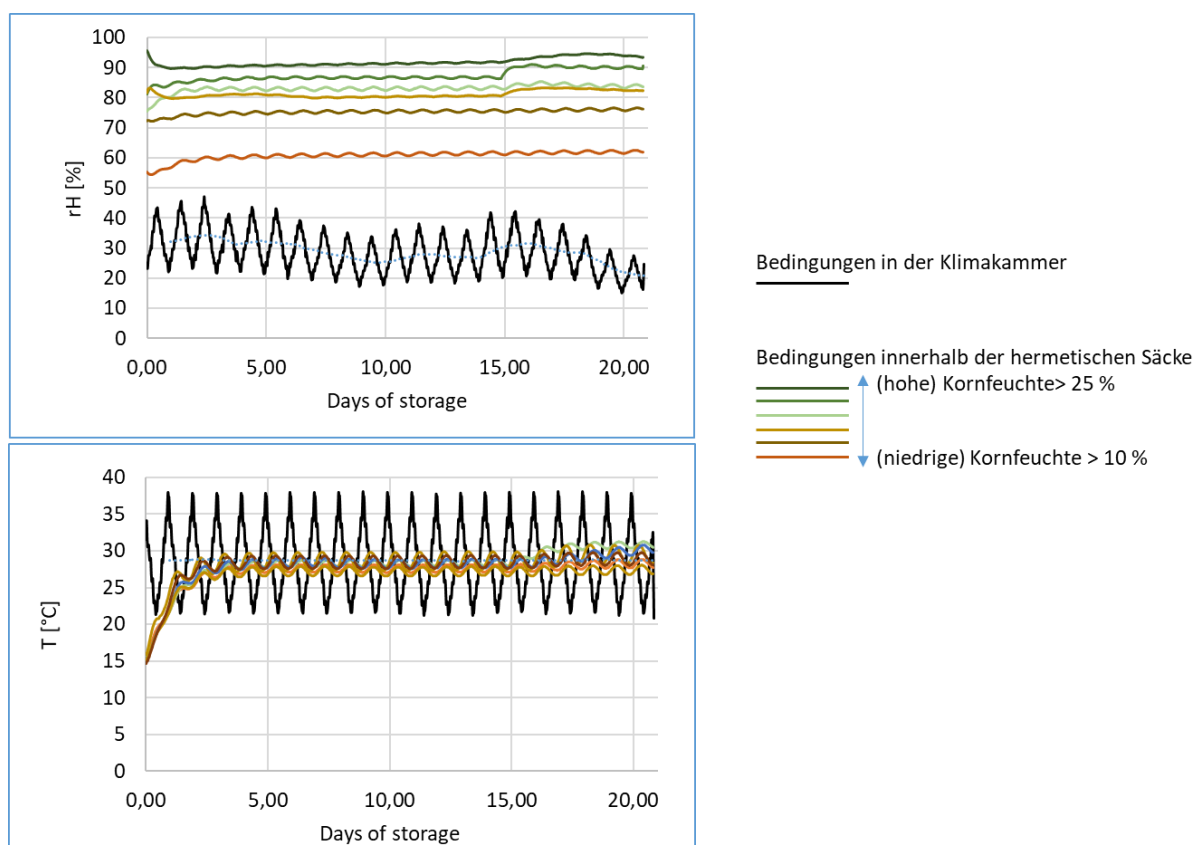 100
90
80
70
60
50
40
30
20
10
0
rH [%]
0,00 5,00 10,00 15,00 20,00
Days of storage
Bedingungen in der Klimakammer
Bedingungen innerhalb der hermetischen Säcke
(hohe) Kornfeuchte> 25 %
(niedrige) Kornfeuchte > 10 %
40
35
30
25
20
15
10
5
0
T [°C]
0,00 5,00 10,00 15,00 20,00
Days of storage